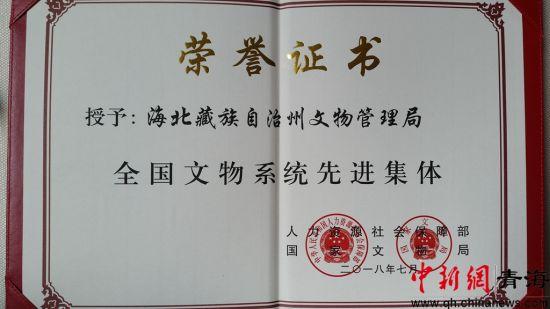 荣誉证书
授予：海北藏族自治州文物管理局
全国文物系统先进集体
人力资源社会保障部
国家文物局
二〇一八年七月
中新網 青海
www.qh.chinanews.com